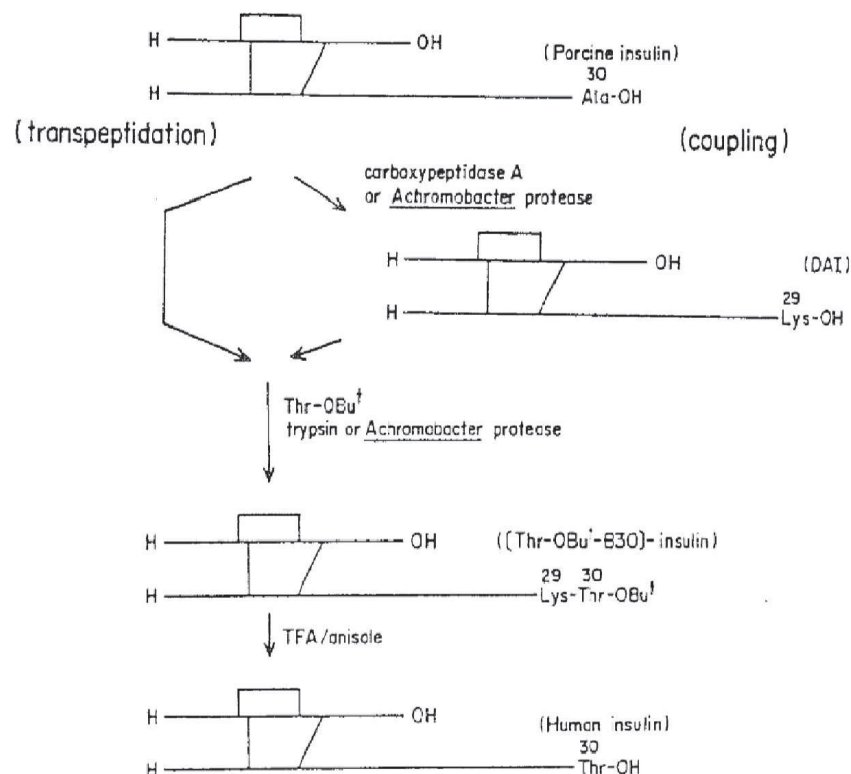 H OH
(Porcine insulin)
30
H Ala-OH
(transpeptidation) (coupling)
carboxypeptidase A
or Achromobacter protease
H OH (DAI)
29
H Lys-OH
Thr-OBuᵗ
trypsin or Achromobacter protease
H OH ([Thr-OBuᵗ-B30]-insulin)
29 30
H Lys-Thr-OBuᵗ
TFA/anisole
H OH
(Human insulin)
30
H Thr-OH